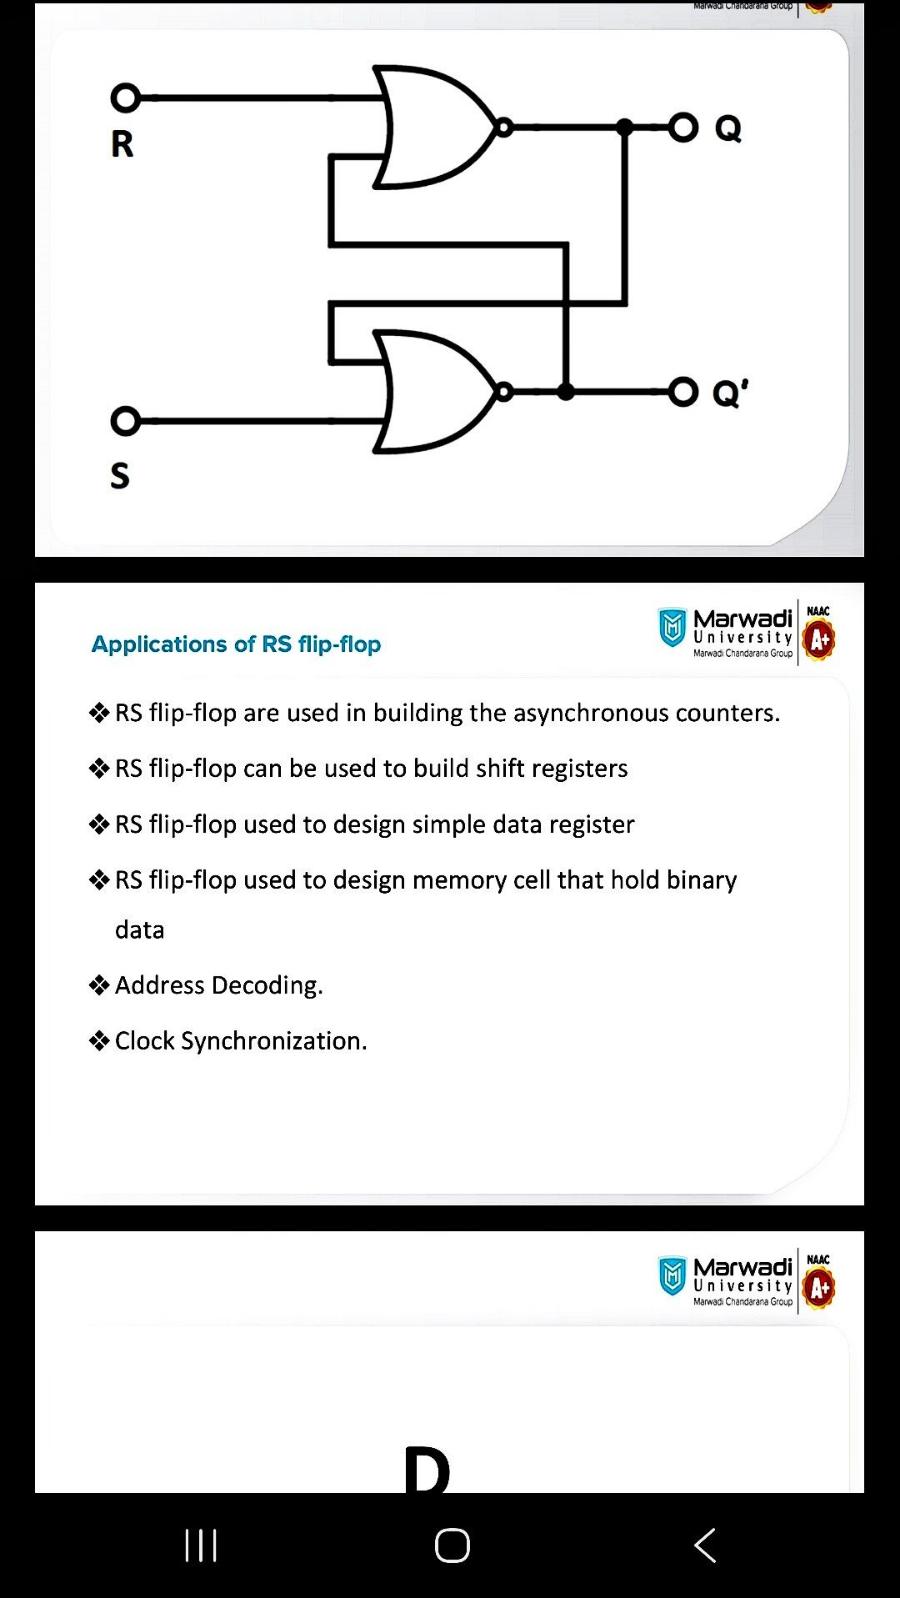 Marwadi Chandarana Group
R
Q
Q'
S
Applications of RS flip-flop
Marwadi
University
Marwadi Chandarana Group
NAAC
A+
❖ RS flip-flop are used in building the asynchronous counters.
❖ RS flip-flop can be used to build shift registers
❖ RS flip-flop used to design simple data register
❖ RS flip-flop used to design memory cell that hold binary
data
❖ Address Decoding.
❖ Clock Synchronization.
Marwadi
University
Marwadi Chandarana Group
NAAC
A+
D